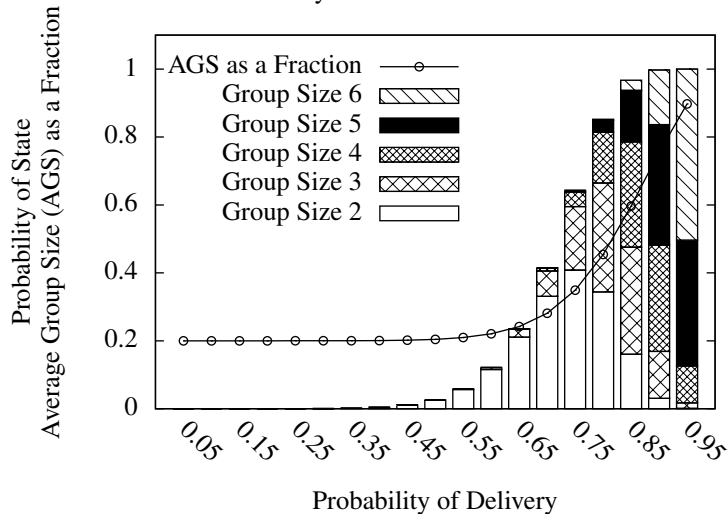 Probability of State
Average Group Size (AGS) as a Fraction
1
0.8
0.6
0.4
0.2
0
AGS as a Fraction
Group Size 6
Group Size 5
Group Size 4
Group Size 3
Group Size 2
0.05
0.15
0.25
0.35
0.45
0.55
0.65
0.75
0.85
0.95
Probability of Delivery